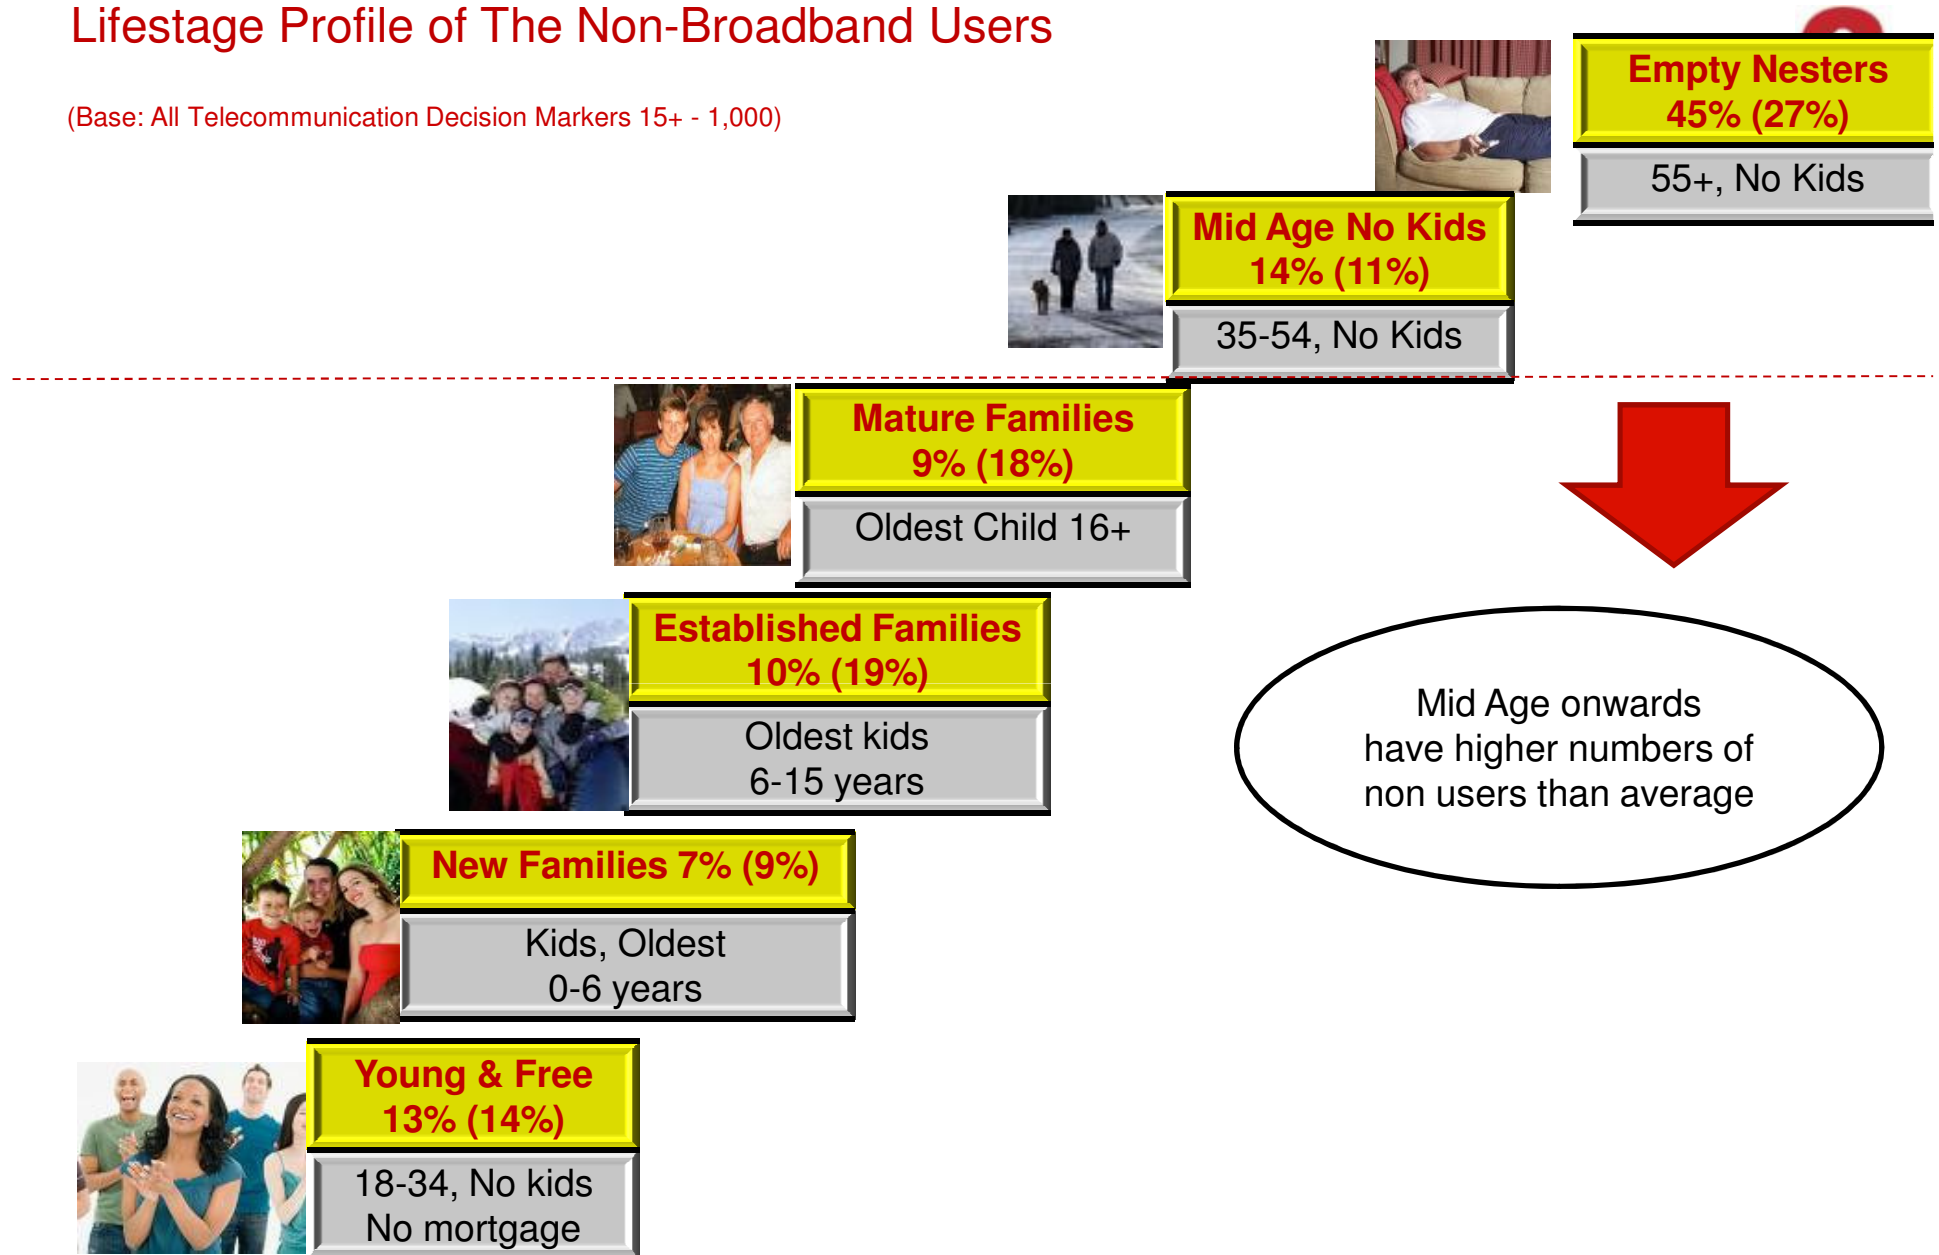 Lifestage Profile of The Non-Broadband Users
(Base: All Telecommunication Decision Markers 15+ - 1,000)
Empty Nesters
45% (27%)
55+, No Kids
Mid Age No Kids
14% (11%)
35-54, No Kids
Mature Families
9% (18%)
Oldest Child 16+
Established Families
10% (19%)
Oldest kids
6-15 years
Mid Age onwards
have higher numbers of
non users than average
New Families 7% (9%)
Kids, Oldest
0-6 years
Young & Free
13% (14%)
18-34, No kids
No mortgage